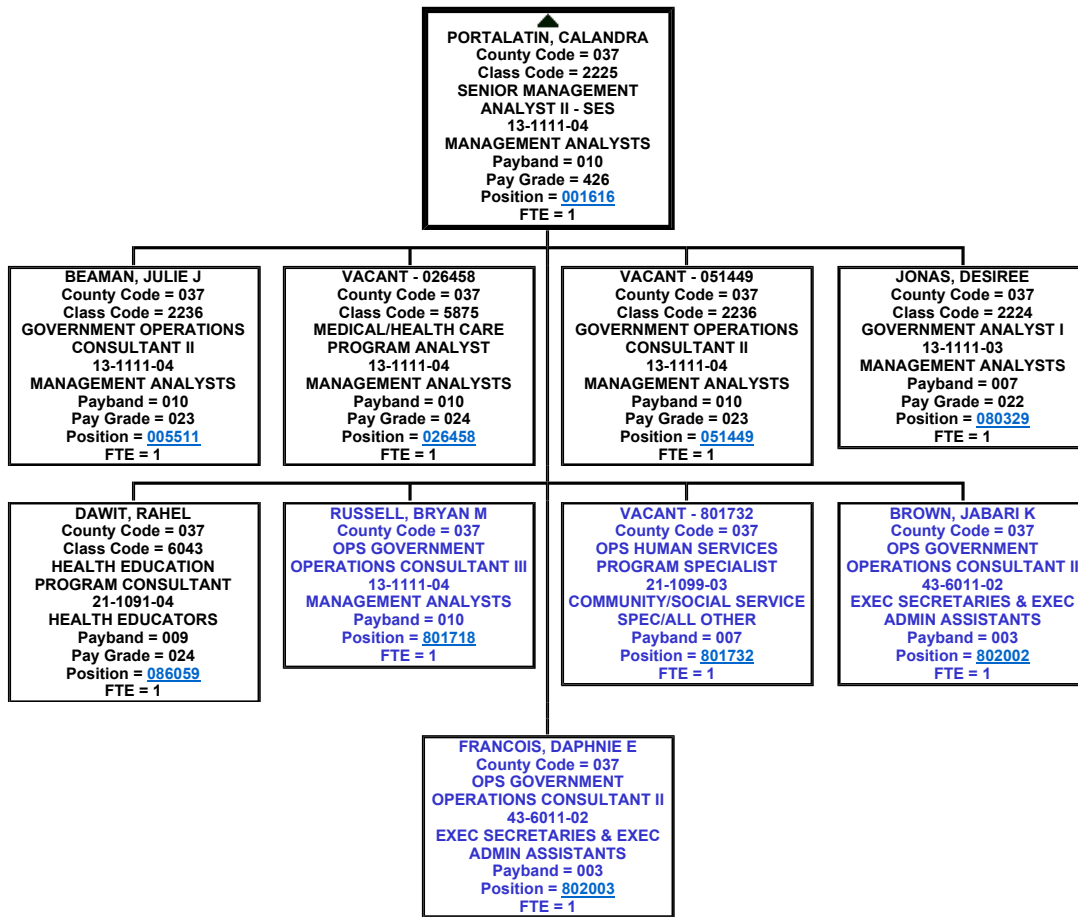 PORTALATIN, CALANDRA
County Code = 037
Class Code = 2225
SENIOR MANAGEMENT
ANALYST II - SES
13-1111-04
MANAGEMENT ANALYSTS
Payband = 010
Pay Grade = 426
Position = 001616
FTE = 1
BEAMAN, JULIE J
County Code = 037
Class Code = 2236
GOVERNMENT OPERATIONS
CONSULTANT II
13-1111-04
MANAGEMENT ANALYSTS
Payband = 010
Pay Grade = 023
Position = 005511
FTE = 1
VACANT - 026458
County Code = 037
Class Code = 5875
MEDICAL/HEALTH CARE
PROGRAM ANALYST
13-1111-04
MANAGEMENT ANALYSTS
Payband = 010
Pay Grade = 024
Position = 026458
FTE = 1
VACANT - 051449
County Code = 037
Class Code = 2236
GOVERNMENT OPERATIONS
CONSULTANT II
13-1111-04
MANAGEMENT ANALYSTS
Payband = 010
Pay Grade = 023
Position = 051449
FTE = 1
JONAS, DESIREE
County Code = 037
Class Code = 2224
GOVERNMENT ANALYST I
13-1111-03
MANAGEMENT ANALYSTS
Payband = 007
Pay Grade = 022
Position = 080329
FTE = 1
DAWIT, RAHEL
County Code = 037
Class Code = 6043
HEALTH EDUCATION
PROGRAM CONSULTANT
21-1091-04
HEALTH EDUCATORS
Payband = 009
Pay Grade = 024
Position = 086059
FTE = 1
RUSSELL, BRYAN M
County Code = 037
OPS GOVERNMENT
OPERATIONS CONSULTANT III
13-1111-04
MANAGEMENT ANALYSTS
Payband = 010
Position = 801718
FTE = 1
VACANT - 801732
County Code = 037
OPS HUMAN SERVICES
PROGRAM SPECIALIST
21-1099-03
COMMUNITY/SOCIAL SERVICE
SPEC/ALL OTHER
Payband = 007
Position = 801732
FTE = 1
BROWN, JABARI K
County Code = 037
OPS GOVERNMENT
OPERATIONS CONSULTANT II
43-6011-02
EXEC SECRETARIES & EXEC
ADMIN ASSISTANTS
Payband = 003
Position = 802002
FTE = 1
FRANCOIS, DAPHNIE E
County Code = 037
OPS GOVERNMENT
OPERATIONS CONSULTANT II
43-6011-02
EXEC SECRETARIES & EXEC
ADMIN ASSISTANTS
Payband = 003
Position = 802003
FTE = 1